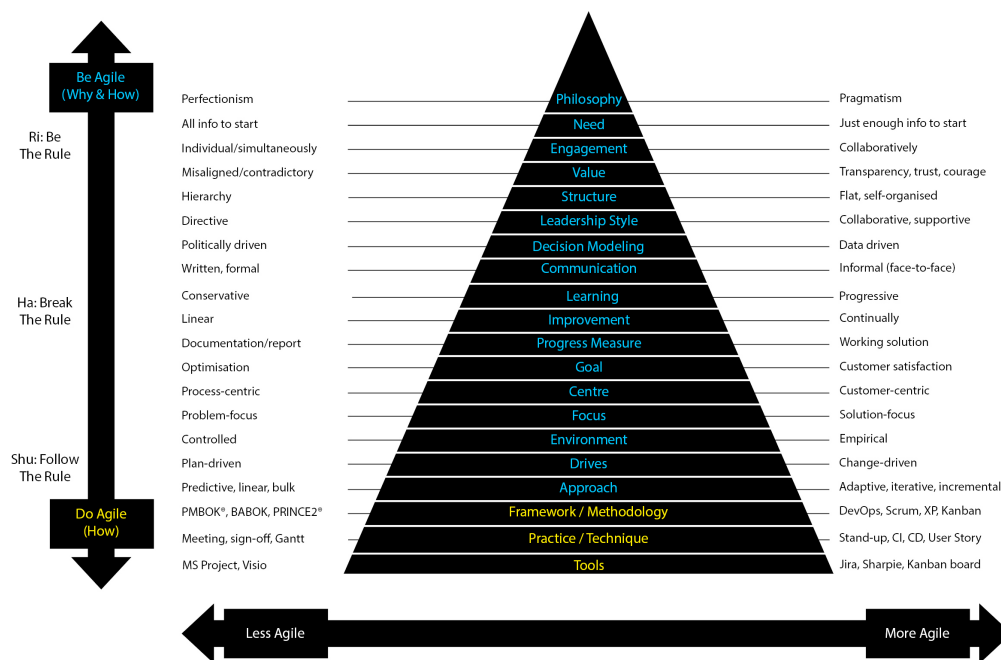 Be Agile
(Why & How)
Ri: Be
The Rule
Ha: Break
The Rule
Shu: Follow
The Rule
Do Agile
(How)
Perfectionism Philosophy Pragmatism
All info to start Need Just enough info to start
Individual/simultaneously Engagement Collaboratively
Misaligned/contradictory Value Transparency, trust, courage
Hierarchy Structure Flat, self-organised
Directive Leadership Style Collaborative, supportive
Politically driven Decision Modeling Data driven
Written, formal Communication Informal (face-to-face)
Conservative Learning Progressive
Linear Improvement Continually
Documentation/report Progress Measure Working solution
Optimisation Goal Customer satisfaction
Process-centric Centre Customer-centric
Problem-focus Focus Solution-focus
Controlled Environment Empirical
Plan-driven Drives Change-driven
Predictive, linear, bulk Approach Adaptive, iterative, incremental
PMBOK®, BABOK, PRINCE2® Framework / Methodology DevOps, Scrum, XP, Kanban
Meeting, sign-off, Gantt Practice / Technique Stand-up, CI, CD, User Story
MS Project, Visio Tools Jira, Sharpie, Kanban board
Less Agile More Agile